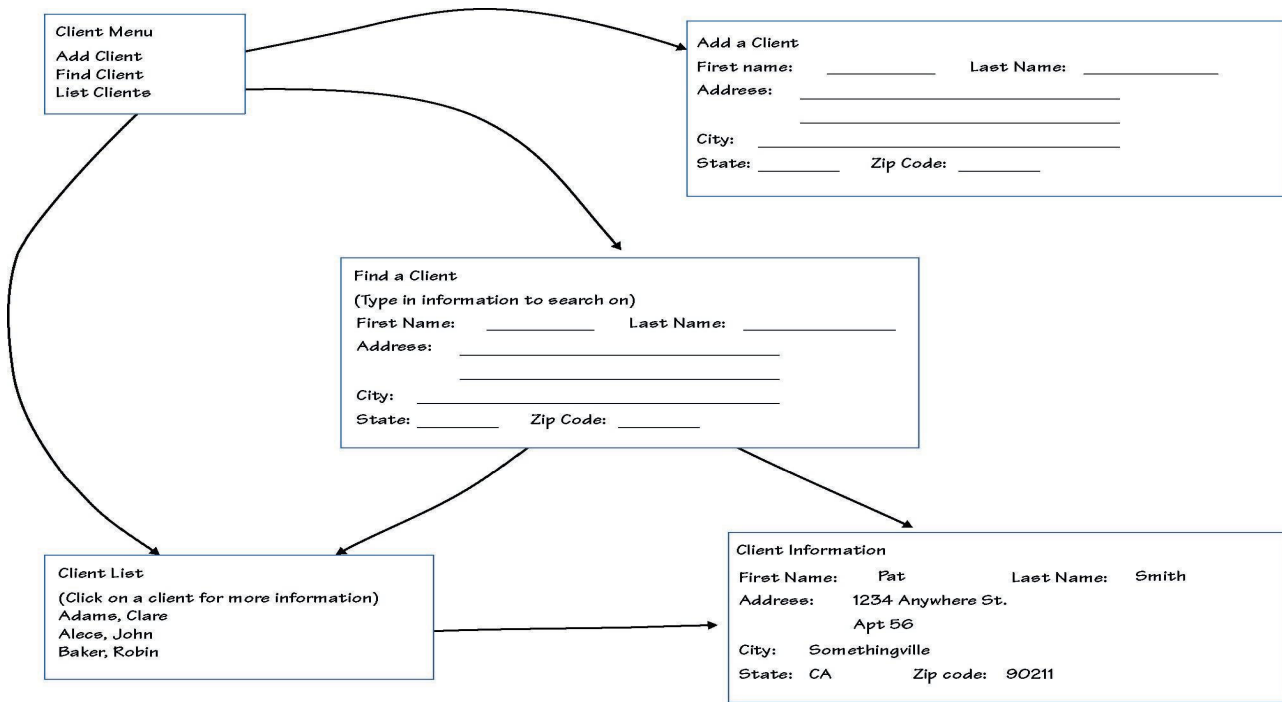 Client Menu
Add Client
Find Client
List Clients
Add a Client
First name: Last Name:
Address:
City:
State: Zip Code:
Find a Client
(Type in information to search on)
First Name: Last Name:
Address:
City:
State: Zip Code:
Client List
(Click on a client for more information)
Adams, Clare
Alecs, John
Baker, Robin
Client Information
First Name: Pat Last Name: Smith
Address: 1234 Anywhere St.
Apt 56
City: Somethingville
State: CA Zip code: 90211